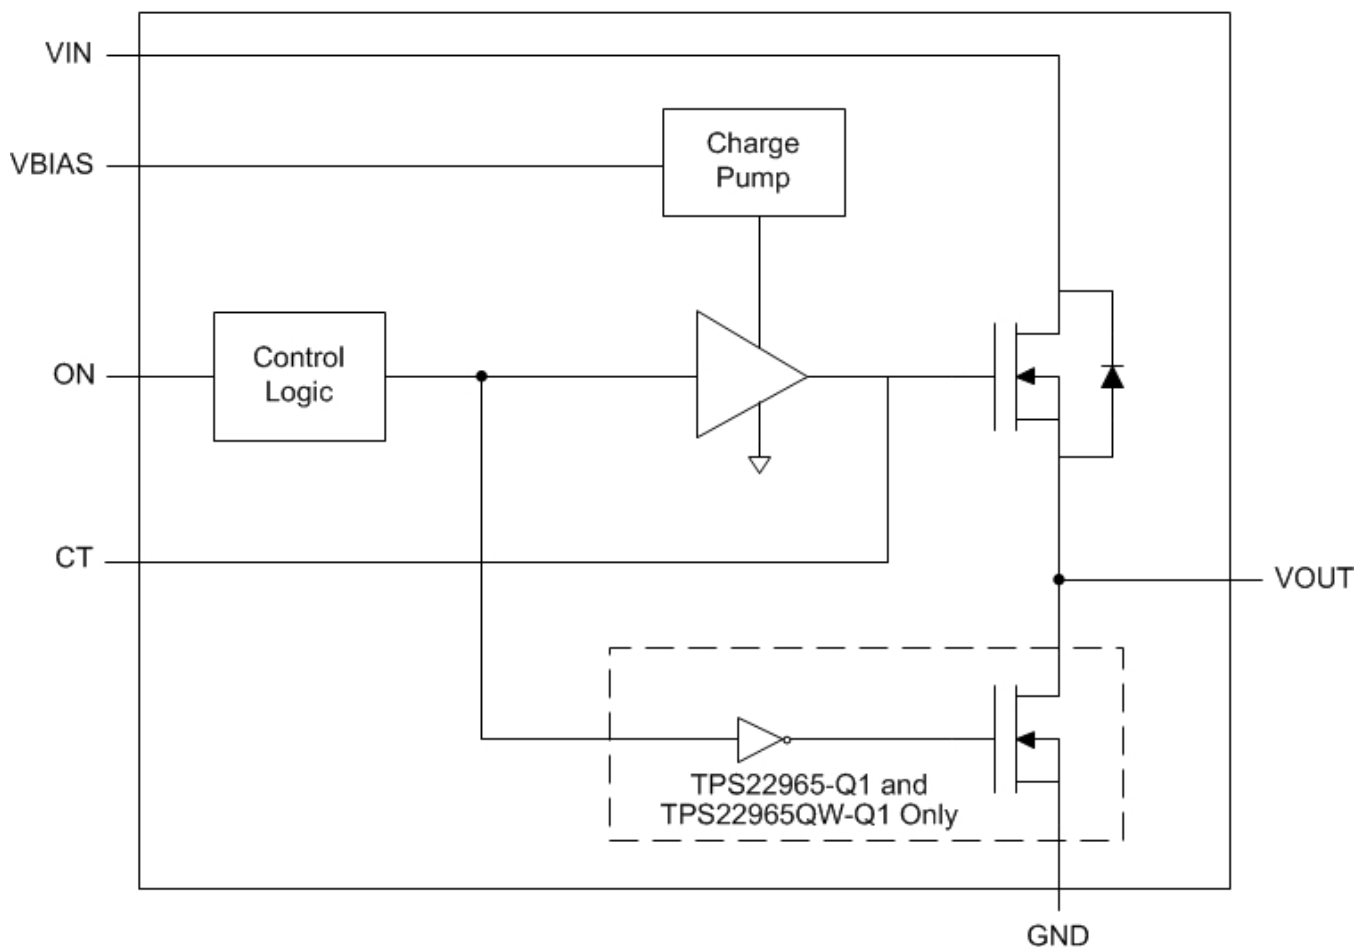 VIN
Charge
Pump
VBIAS
Control
Logic
ON
CT
VOUT
TPS22965-Q1 and
TPS22965QW-Q1 Only
GND